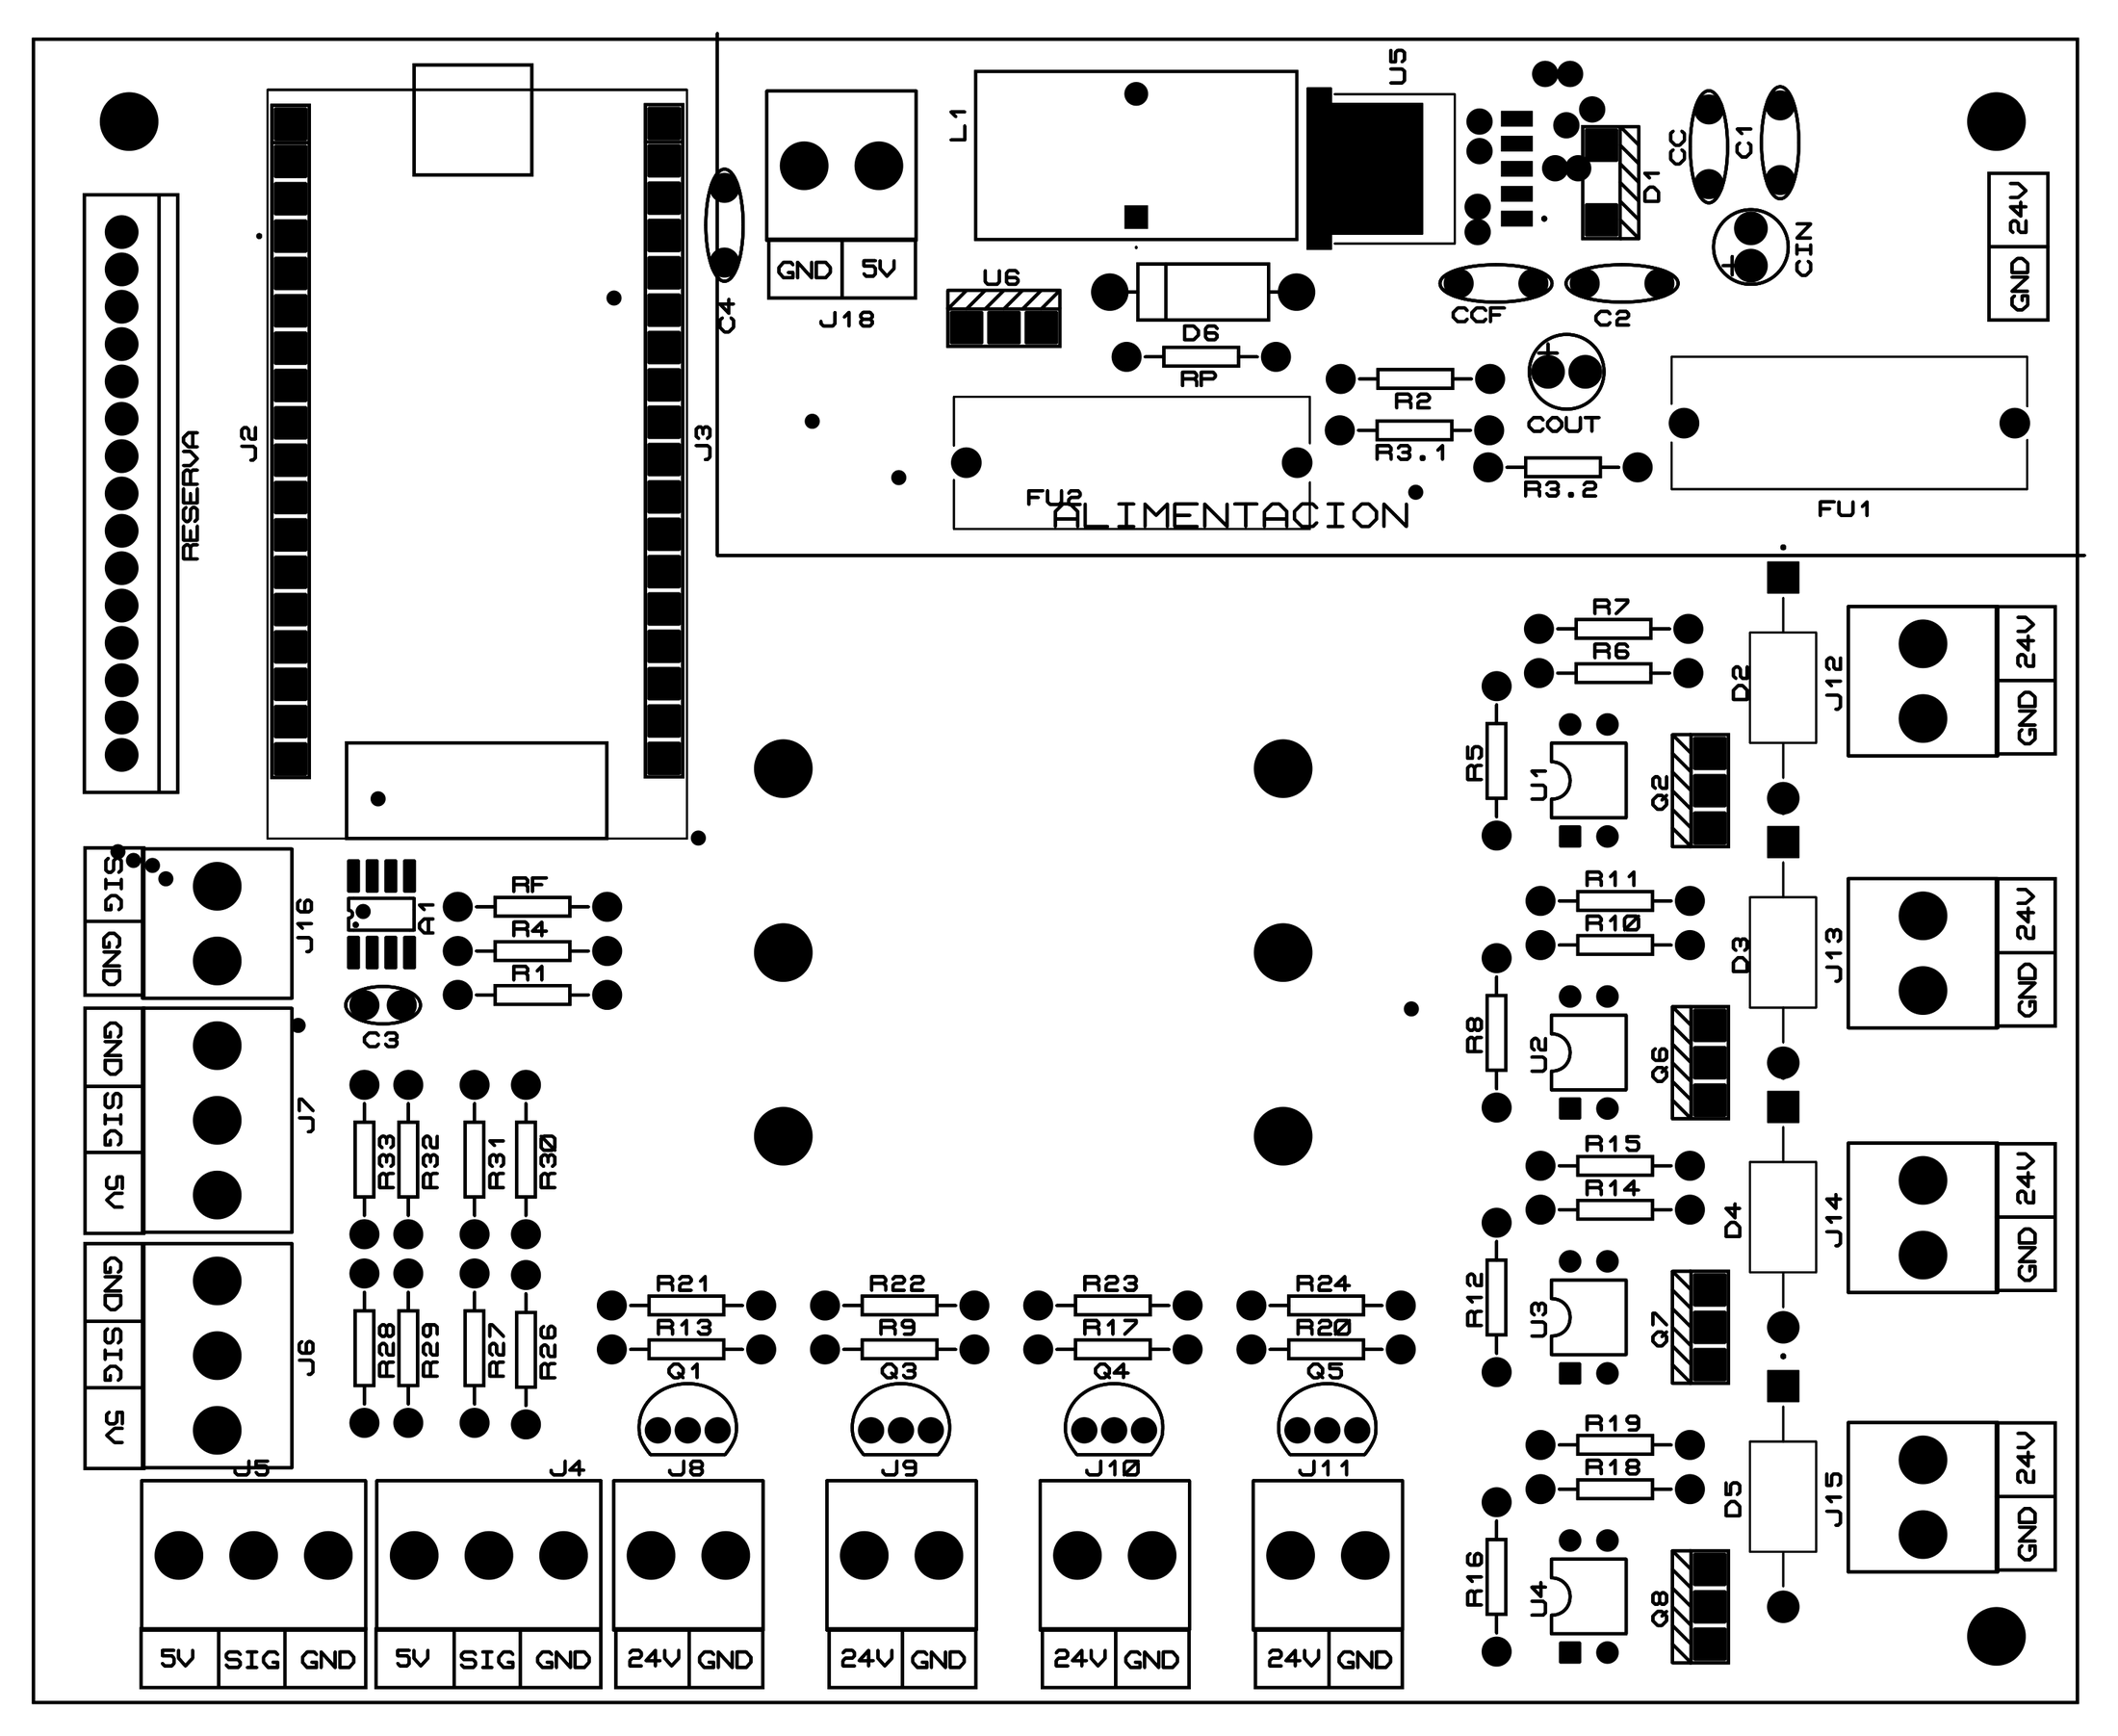 U5
L1
CC
C1
D1
24V
GND
CIN
GND
5V
J18
C4
U6
D6
RP
CCF
C2
COUT
R2
R3.1
R3.2
FU2
FU1
ALIMENTACION
J2
J3
RESERVA
R7
R6
R5
U1
Q2
D2
J12
24V
GND
SIG
GND
J16
A1
RF
R4
R1
C3
R11
R10
R8
U2
Q6
D3
J13
24V
GND
GND
SIG
5V
J7
R33
R32
R31
R30
R15
R14
R12
U3
Q7
D4
J14
24V
GND
GND
SIG
5V
J6
R28
R29
R27
R26
R21
R13
Q1
R22
R9
Q3
R23
R17
Q4
R24
R20
Q5
R19
R18
R16
U4
Q8
D5
J15
24V
GND
J5
J4
J8
J9
J10
J11
5V SIG GND
5V SIG GND
24V GND
24V GND
24V GND
24V GND